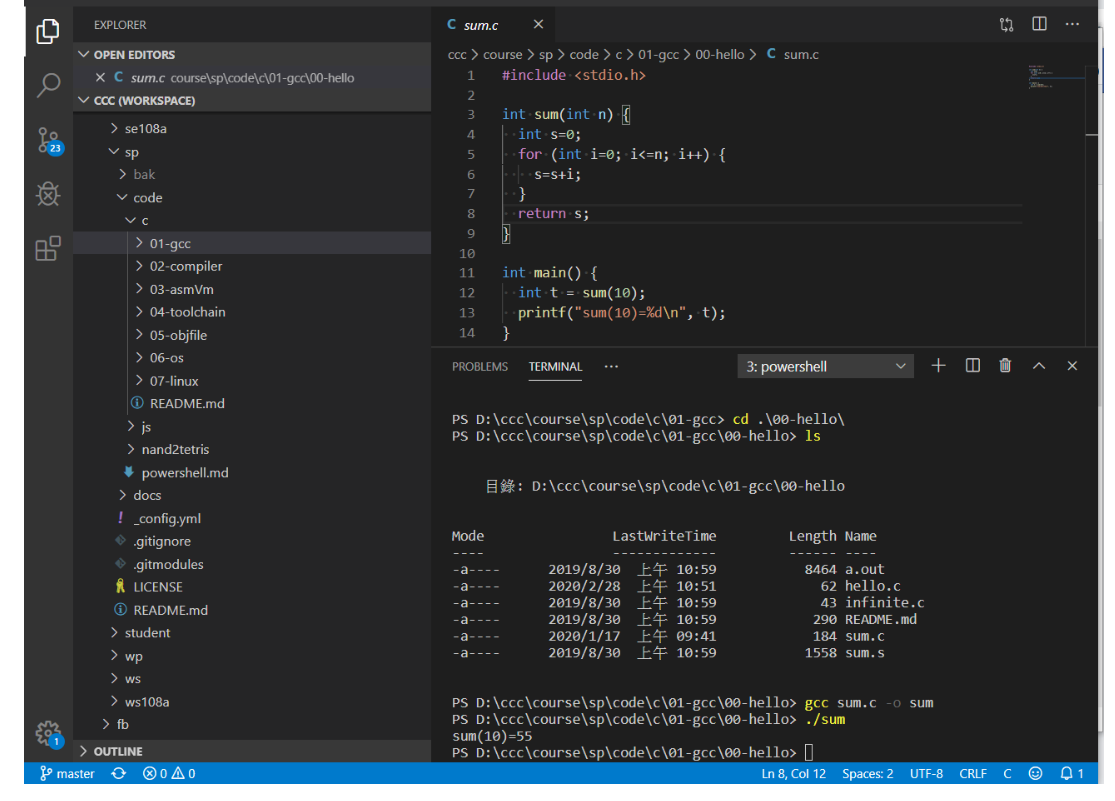 EXPLORER
OPEN EDITORS
sum.c course\sp\code\c\01-gcc\00-hello
23
CCC (WORKSPACE)
se108a
sp
bak
code
c
01-gcc
02-compiler
03-asmVm
04-toolchain
05-objfile
06-os
07-linux
README.md
js
nand2tetris
powershell.md
docs
_config.yml
.gitignore
.gitmodules
LICENSE
README.md
student
wp
ws
ws108a
fb
1
OUTLINE
C sum.c
ccc > course > sp > code > c > 01-gcc > 00-hello > C sum.c
1 #include <stdio.h>
2
3 int sum(int n) {
4   int s=0;
5   for (int i=0; i<=n; i++) {
6     s=s+i;
7   }
8   return s;
9 }
10
11 int main() {
12   int t = sum(10);
13   printf("sum(10)=%d\n", t);
14 }
PROBLEMS TERMINAL ··· 3: powershell
PS D:\ccc\course\sp\code\c\01-gcc> cd .\00-hello\
PS D:\ccc\course\sp\code\c\01-gcc\00-hello> ls
目錄: D:\ccc\course\sp\code\c\01-gcc\00-hello
Mode LastWriteTime Length Name
---- ------------- ------ ----
-a---- 2019/8/30 上午 10:59 8464 a.out
-a---- 2020/2/28 上午 10:51 62 hello.c
-a---- 2019/8/30 上午 10:59 43 infinite.c
-a---- 2019/8/30 上午 10:59 290 README.md
-a---- 2020/1/17 上午 09:41 184 sum.c
-a---- 2019/8/30 上午 10:59 1558 sum.s
PS D:\ccc\course\sp\code\c\01-gcc\00-hello> gcc sum.c -o sum
PS D:\ccc\course\sp\code\c\01-gcc\00-hello> ./sum
sum(10)=55
PS D:\ccc\course\sp\code\c\01-gcc\00-hello>
master 0 0 Ln 8, Col 12 Spaces: 2 UTF-8 CRLF C 1